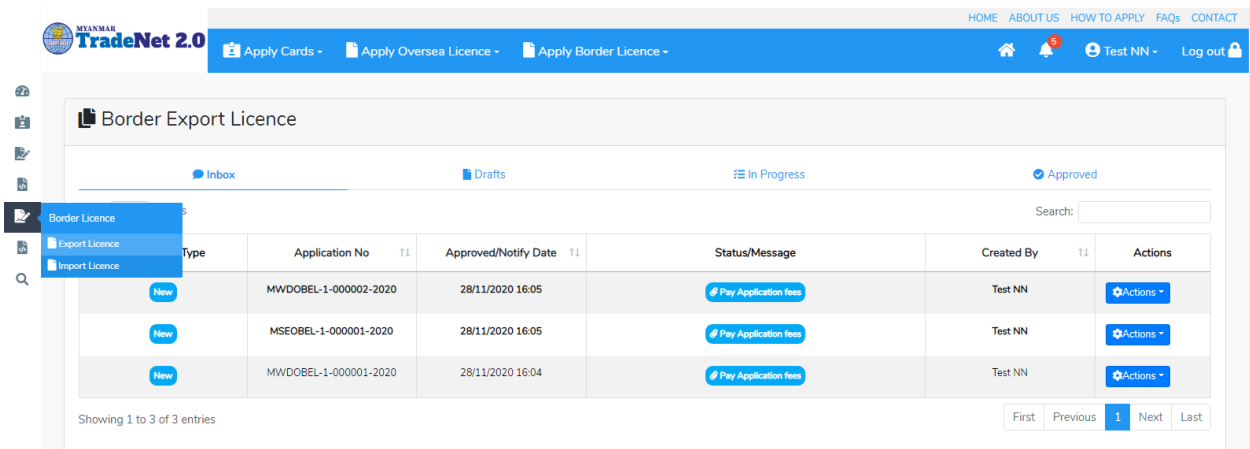 HOME ABOUT US HOW TO APPLY FAQs CONTACT
MYANMAR
TradeNet 2.0
Apply Cards
Apply Oversea Licence
Apply Border Licence
5
Test NN
Log out
Border Export Licence
Inbox
Drafts
In Progress
Approved
s
Search:
Border Licence
Export Licence
Import Licence
Type Application No Approved/Notify Date Status/Message Created By Actions
New MWDOBEL-1-000002-2020 28/11/2020 16:05 Pay Application fees Test NN Actions
New MSEOBEL-1-000001-2020 28/11/2020 16:05 Pay Application fees Test NN Actions
New MWDOBEL-1-000001-2020 28/11/2020 16:04 Pay Application fees Test NN Actions
Showing 1 to 3 of 3 entries
First Previous 1 Next Last